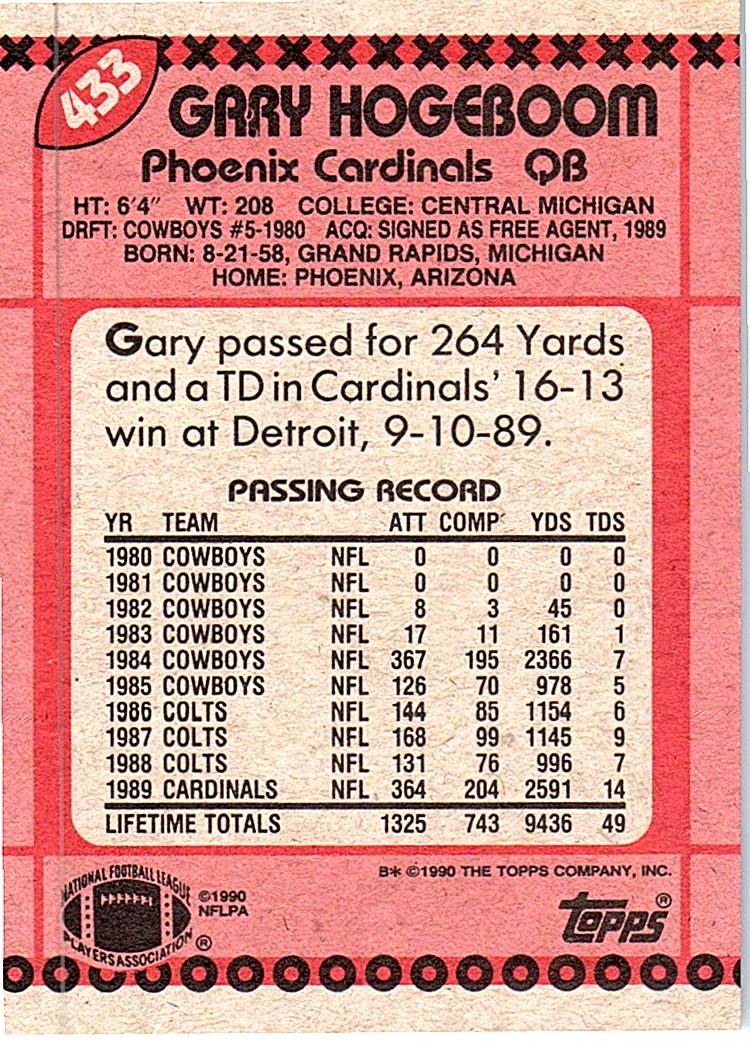 433
GARY HOGEBOOM
Phoenix Cardinals QB
HT: 6'4" WT: 208 COLLEGE: CENTRAL MICHIGAN
DRFT: COWBOYS #5-1980 ACQ: SIGNED AS FREE AGENT, 1989
BORN: 8-21-58, GRAND RAPIDS, MICHIGAN
HOME: PHOENIX, ARIZONA
Gary passed for 264 Yards
and a TD in Cardinals' 16-13
win at Detroit, 9-10-89.
PASSING RECORD
YR TEAM ATT COMP YDS TDS
1980 COWBOYS NFL 0 0 0 0
1981 COWBOYS NFL 0 0 0 0
1982 COWBOYS NFL 8 3 45 0
1983 COWBOYS NFL 17 11 161 1
1984 COWBOYS NFL 367 195 2366 7
1985 COWBOYS NFL 126 70 978 5
1986 COLTS NFL 144 85 1154 6
1987 COLTS NFL 168 99 1145 9
1988 COLTS NFL 131 76 996 7
1989 CARDINALS NFL 364 204 2591 14
LIFETIME TOTALS 1325 743 9436 49
B* ©1990 THE TOPPS COMPANY, INC.
NATIONAL FOOTBALL LEAGUE
PLAYERS ASSOCIATION ®
©1990
NFLPA
Topps ®